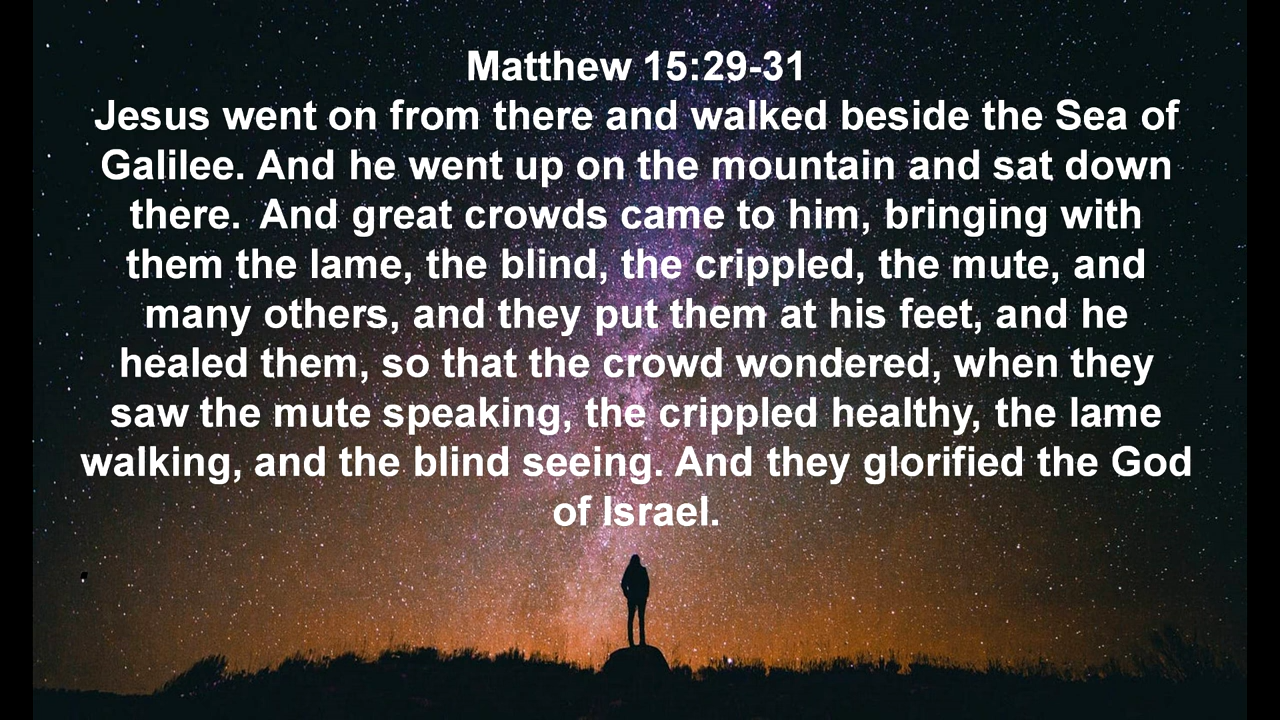 Matthew 15:29-31
Jesus went on from there and walked beside the Sea of
Galilee. And he went up on the mountain and sat down
there.  And great crowds came to him, bringing with
them the lame, the blind, the crippled, the mute, and
many others, and they put them at his feet, and he
healed them, so that the crowd wondered, when they
saw the mute speaking, the crippled healthy, the lame
walking, and the blind seeing. And they glorified the God
of Israel.